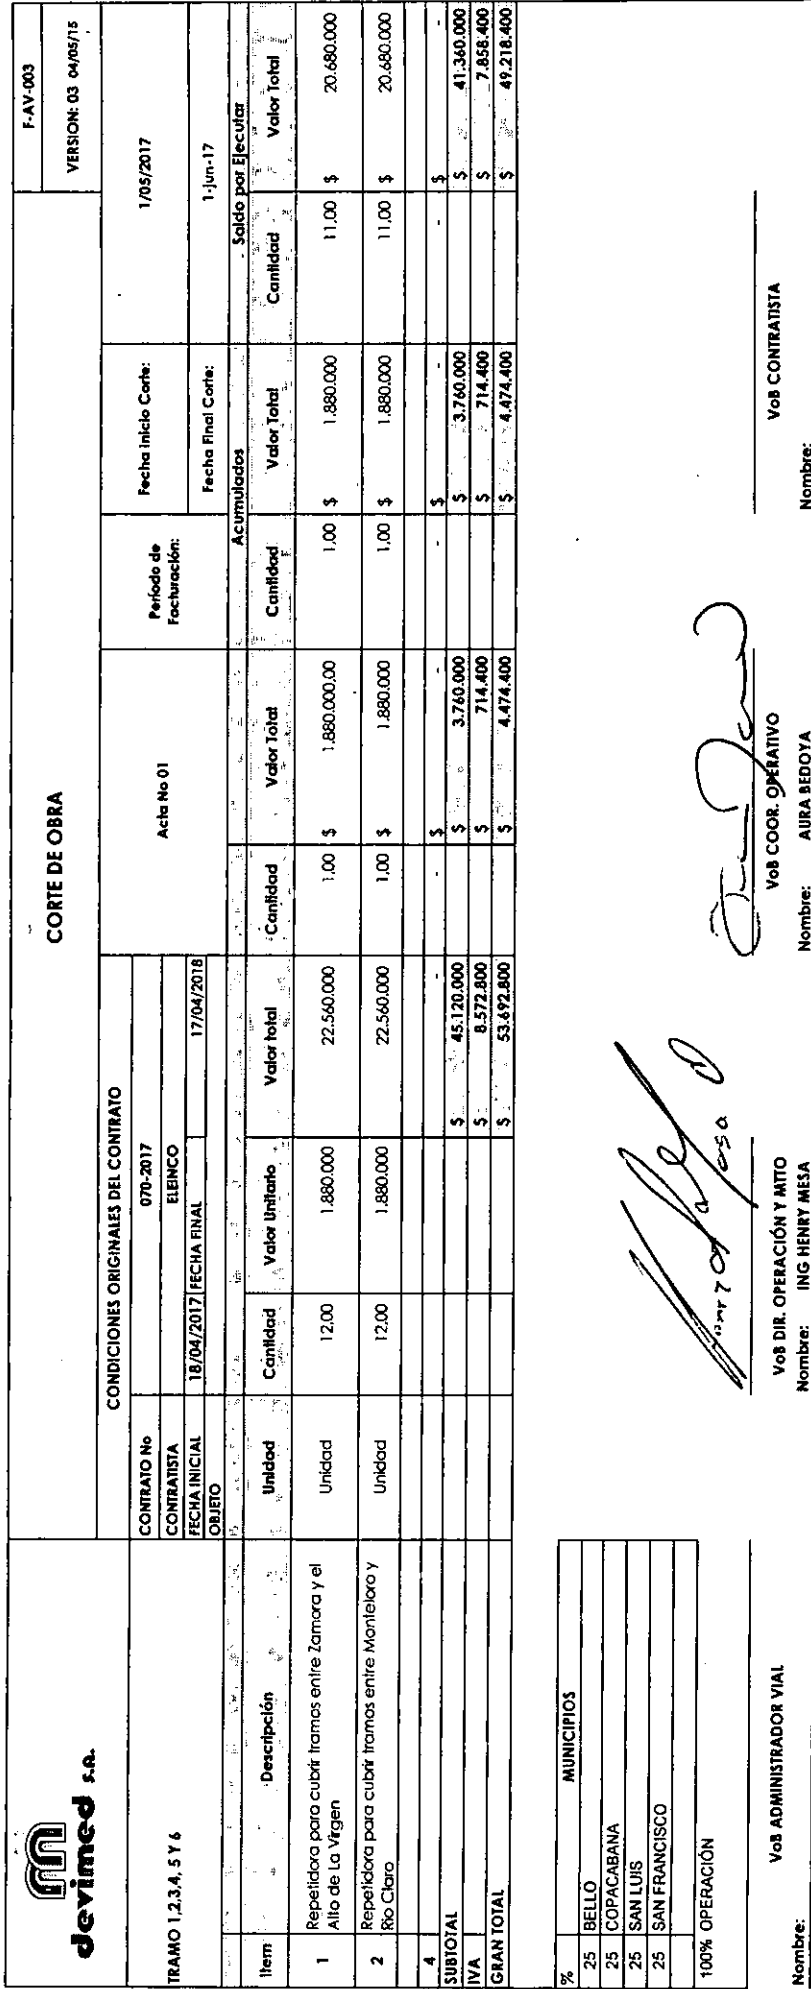 devimed s.a.
CORTE DE OBRA
F-AV-003
VERSION: 03 04/05/15
TRAMO 1,2,3,4, 5 Y 6
CONDICIONES ORIGINALES DEL CONTRATO
CONTRATO No 070-2017
CONTRATISTA ELEINCO
FECHA INICIAL 18/04/2017 FECHA FINAL 17/04/2018
OBJETO
Acta No 01
Período de Facturación:
Fecha Inicio Corte: 1/05/2017
Fecha Final Corte: 1-jun-17
Acumulados Saldo por Ejecutar
Item Descripción Unidad Cantidad Valor Unitario Valor total Cantidad Valor Total Cantidad Valor Total Cantidad Valor Total
1 Repetidora para cubrir tramos entre Zamora y el Alto de La Virgen Unidad 12,00 1.880.000 22.560.000 1,00 $ 1.880.000,00 1,00 $ 1.880.000 11,00 $ 20.680.000
2 Repetidora para cubrir tramos entre Monteloro y Rio Claro Unidad 12,00 1.880.000 22.560.000 1,00 $ 1.880.000 1,00 $ 1.880.000 11,00 $ 20.680.000
4 - $ - - $ - - $ -
SUBTOTAL $ 45.120.000 $ 3.760.000 $ 3.760.000 $ 41.360.000
IVA $ 8.572.800 $ 714.400 $ 714.400 $ 7.858.400
GRAN TOTAL $ 53.692.800 $ 4.474.400 $ 4.474.400 $ 49.218.400
% MUNICIPIOS
25 BELLO
25 COPACABANA
25 SAN LUIS
25 SAN FRANCISCO
100% OPERACIÓN
VoB ADMINISTRADOR VIAL
Nombre:
VoB DIR. OPERACIÓN Y MTTO
Nombre: ING HENRY MESA
VoB COOR. OPERATIVO
Nombre: AURA BEDOYA
VoB CONTRATISTA
Nombre: